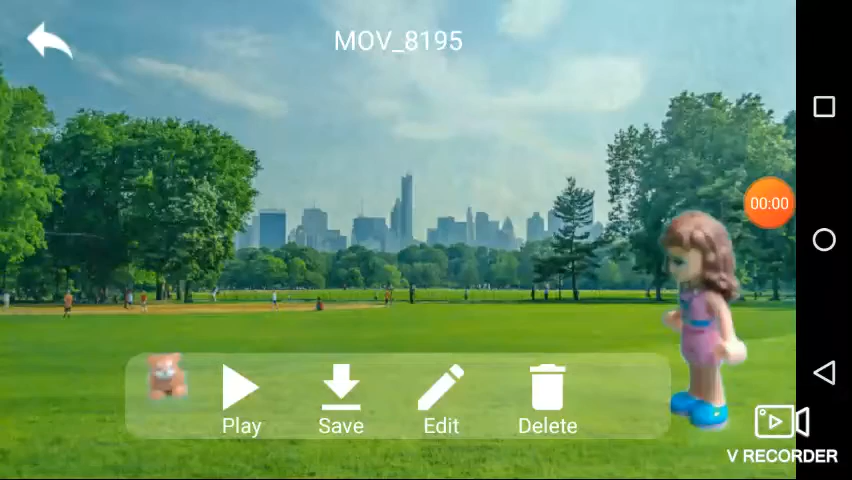 MOV_8195
00:00
Play
Save
Edit
Delete
V RECORDER